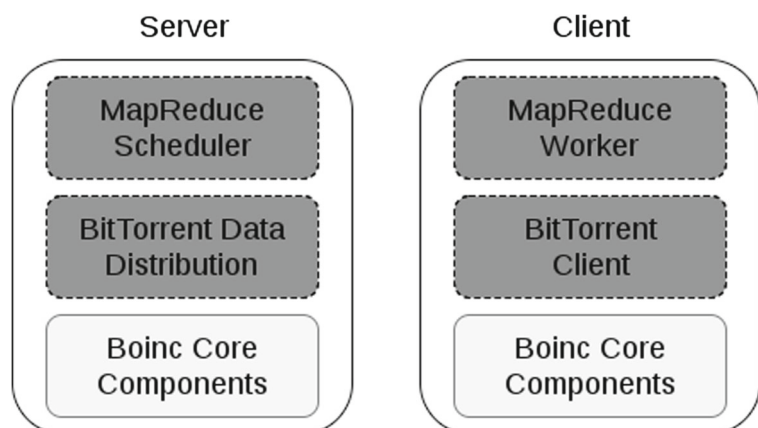 Server
MapReduce
Scheduler
BitTorrent Data
Distribution
Boinc Core
Components
Client
MapReduce
Worker
BitTorrent
Client
Boinc Core
Components